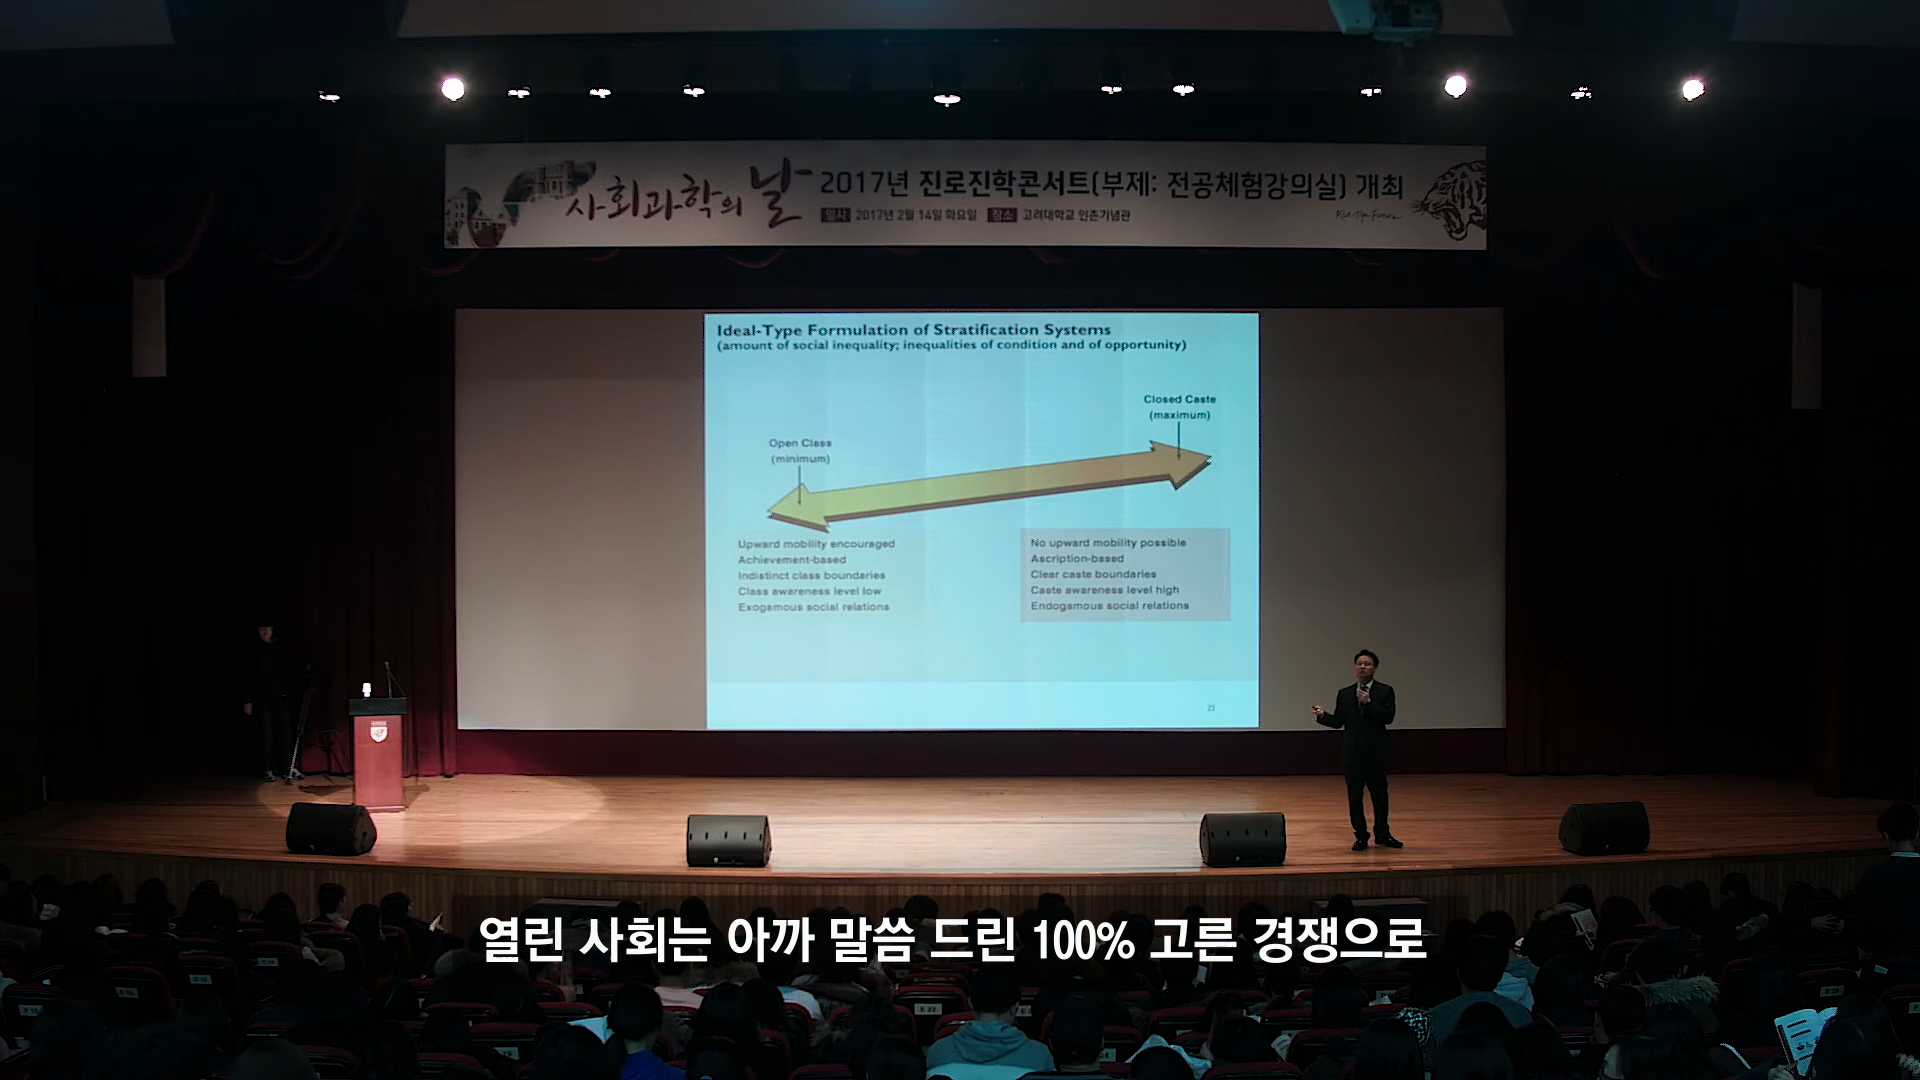 사회과학의 날
2017년 진로진학콘서트(부제: 전공체험강의실) 개최
일시 2017년 2월 14일 화요일 장소 고려대학교 인촌기념관
Ideal-Type Formulation of Stratification Systems
(amount of social inequality; inequalities of condition and of opportunity)
Closed Caste
(maximum)
Open Class
(minimum)
Upward mobility encouraged
Achievement-based
Indistinct class boundaries
Class awareness level low
Exogamous social relations
No upward mobility possible
Ascription-based
Clear caste boundaries
Caste awareness level high
Endogamous social relations
23
열린 사회는 아까 말씀 드린 100% 고른 경쟁으로